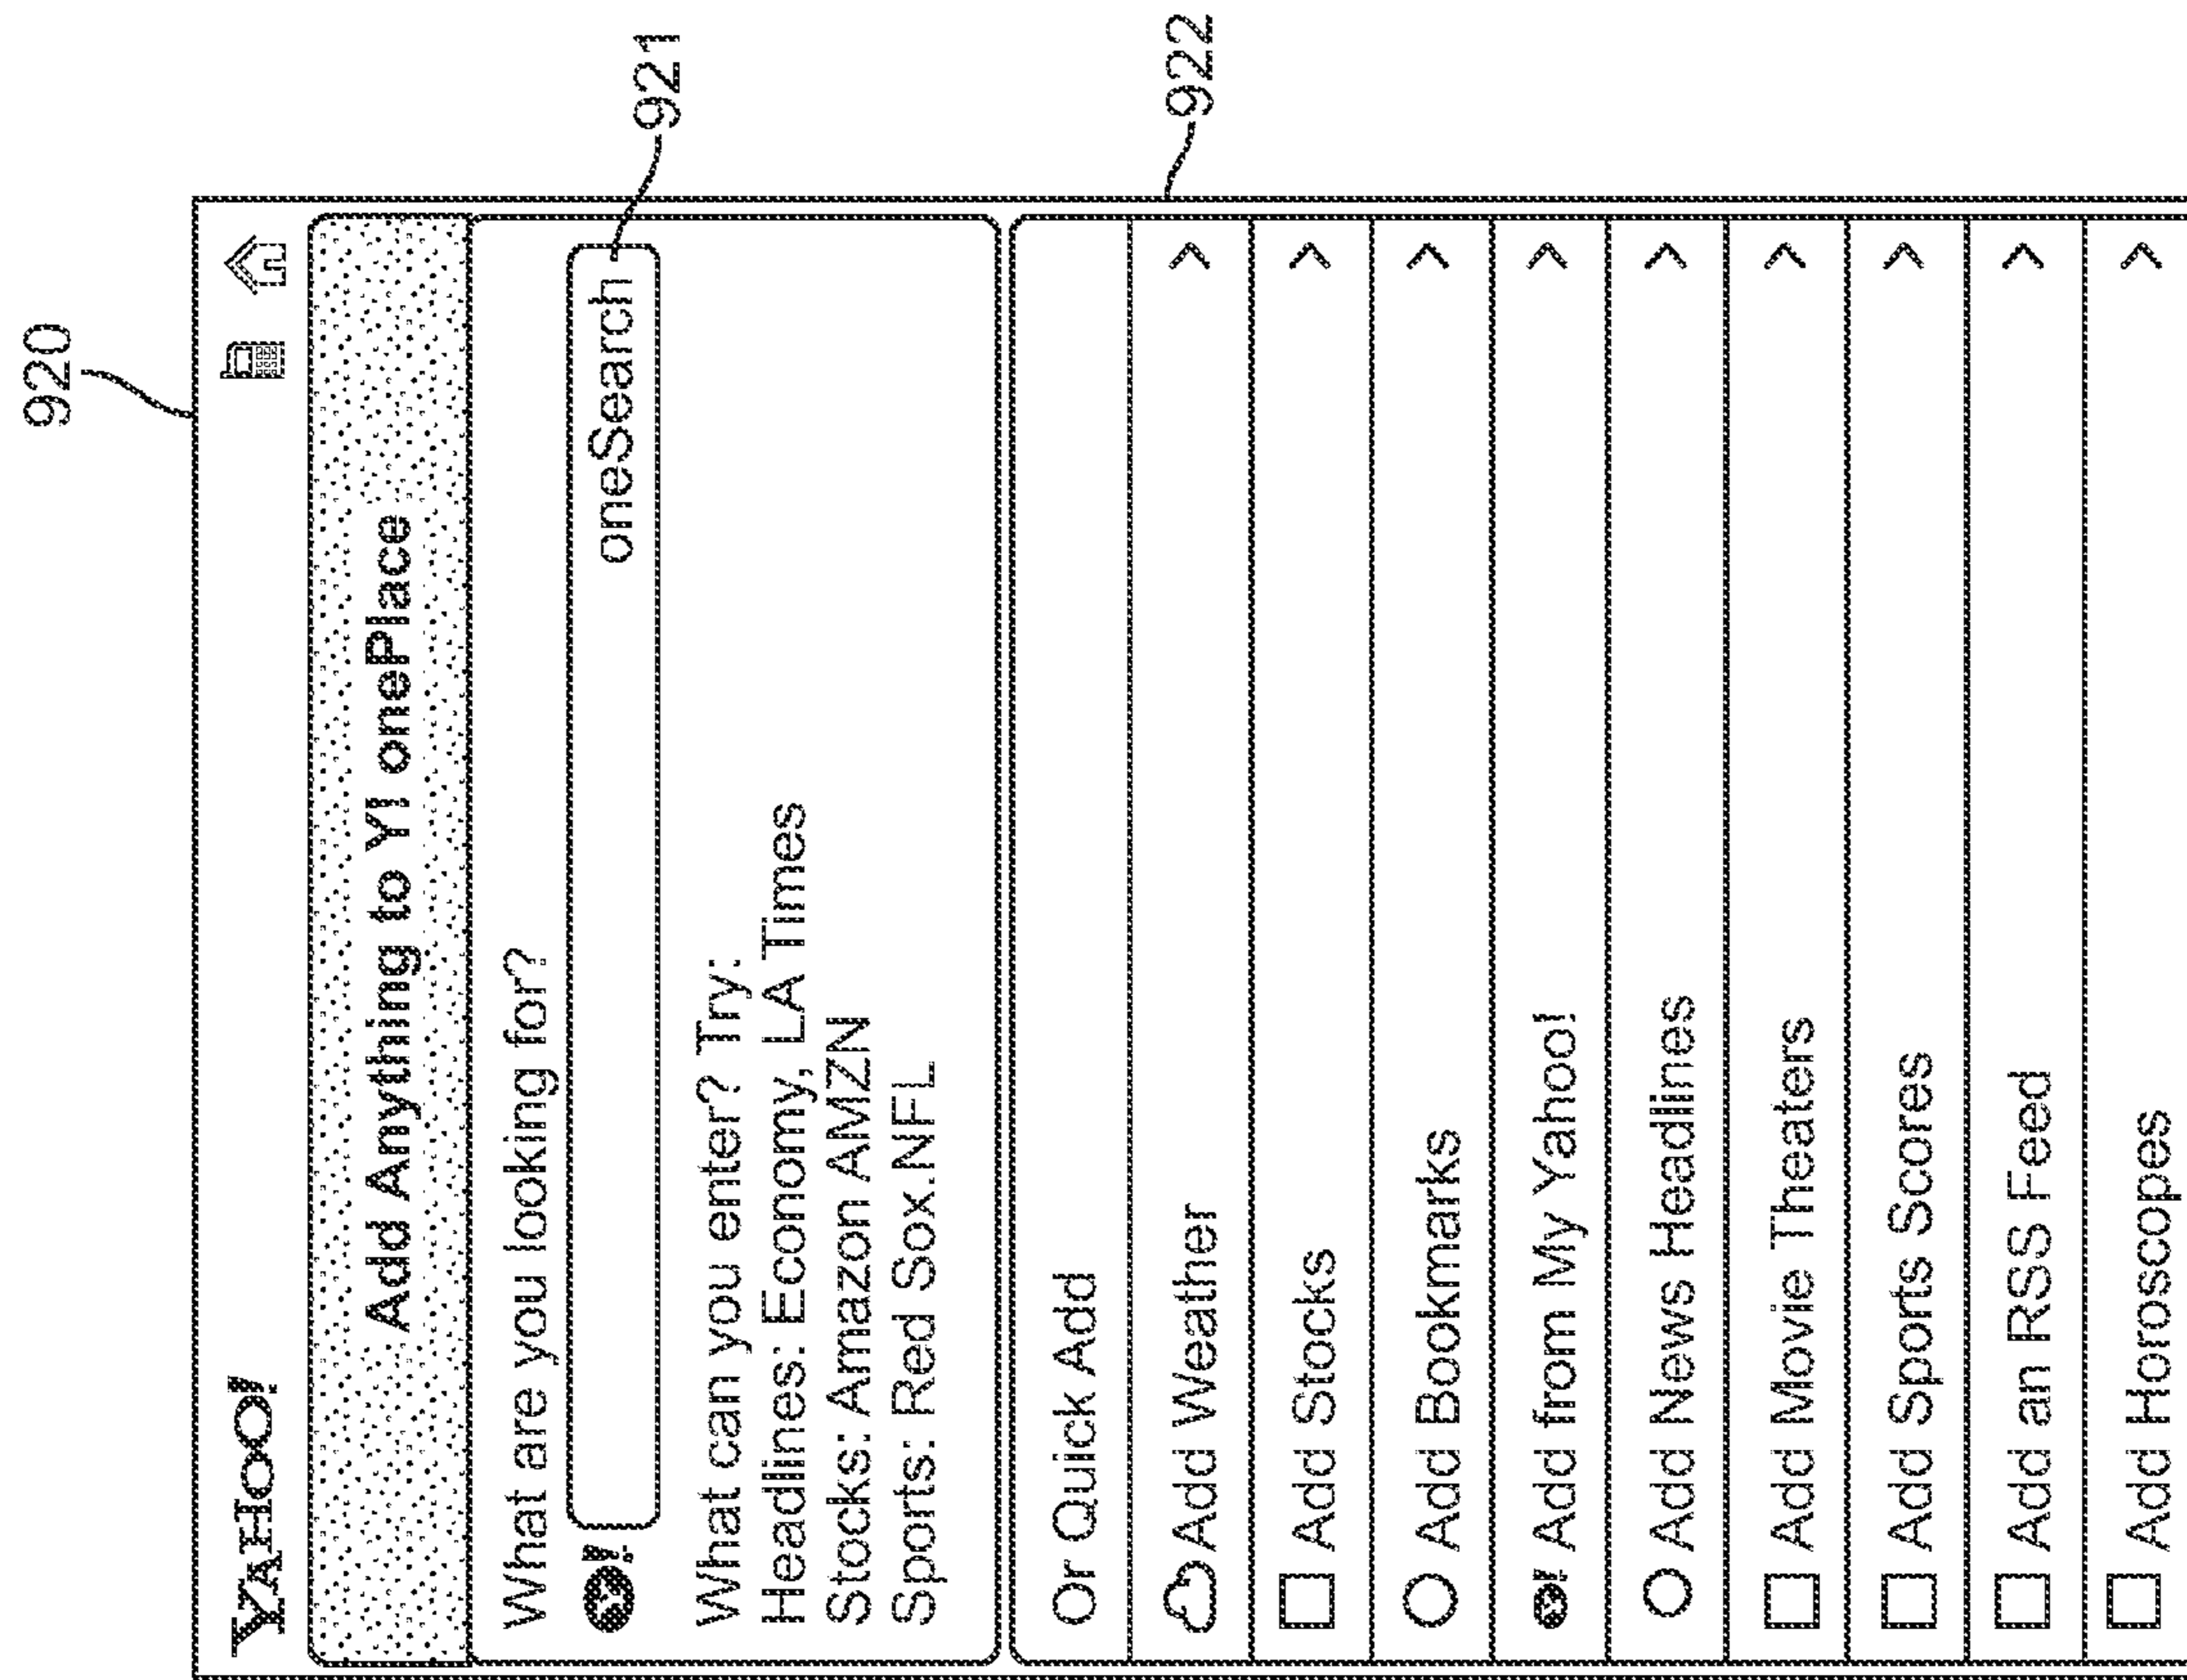 920
YAHOO!
Add Anything to Y! onePlace
What are you looking for?
Y! oneSearch
921
What can you enter? Try:
Headlines: Economy, LA Times
Stocks: Amazon AMZN
Sports: Red Sox.NFL
922
Or Quick Add
Add Weather >
Add Stocks >
Add Bookmarks >
Y! Add from My Yahoo! >
Add News Headlines >
Add Movie Theaters >
Add Sports Scores >
Add an RSS Feed >
Add Horoscopes >